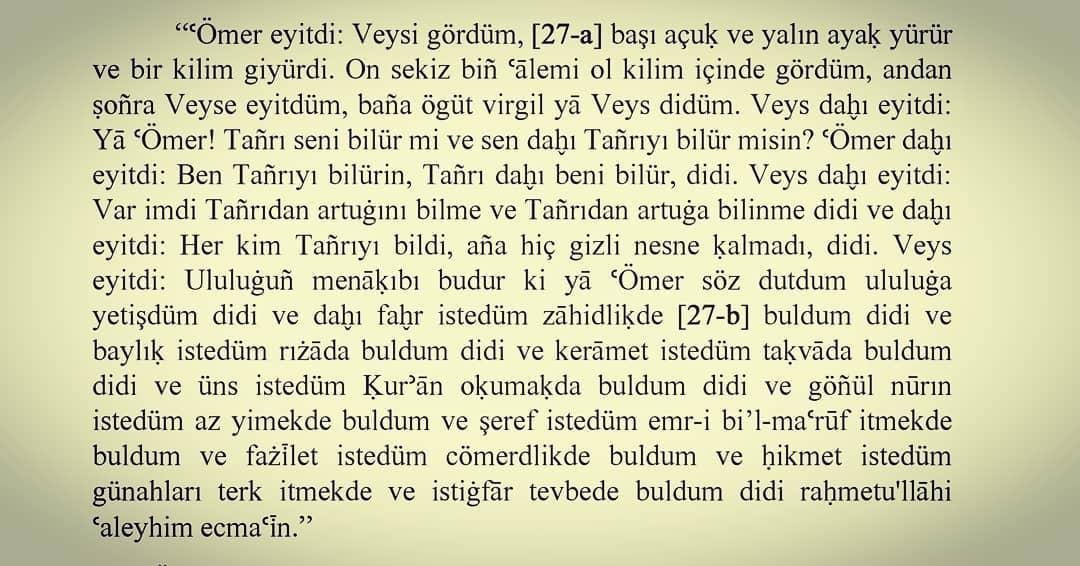 “ʿÖmer eyitdi: Veysi gördüm, [27-a] başı açuḳ ve yalın ayaḳ yürür
ve bir kilim giyürdi. On sekiz biñ ʿālemi ol kilim içinde gördüm, andan
ṣoñra Veyse eyitdüm, baña ögüt virgil yā Veys didüm. Veys daḫı eyitdi:
Yā ʿÖmer! Tañrı seni bilür mi ve sen daḫı Tañrıyı bilür misin? ʿÖmer daḫı
eyitdi: Ben Tañrıyı bilürin, Tañrı daḫı beni bilür, didi. Veys daḫı eyitdi:
Var imdi Tañrıdan artuġını bilme ve Tañrıdan artuġa bilinme didi ve daḫı
eyitdi: Her kim Tañrıyı bildi, aña hiç gizli nesne ḳalmadı, didi. Veys
eyitdi: Ululuġuñ menāḳıbı budur ki yā ʿÖmer söz dutdum ululuġa
yetişdüm didi ve daḫı faḫr istedüm zāhidliḳde [27-b] buldum didi ve
baylıḳ istedüm rıżāda buldum didi ve kerāmet istedüm taḳvāda buldum
didi ve üns istedüm Ḳurʾān oḳumaḳda buldum didi ve göñül nūrın
istedüm az yimekde buldum ve şeref istedüm emr-i bi’l-maʿrūf itmekde
buldum ve fażīlet istedüm cömerdlikde buldum ve ḥikmet istedüm
günahları terk itmekde ve istiġfār tevbede buldum didi raḥmetu'llāhi
ʿaleyhim ecmaʿīn.”